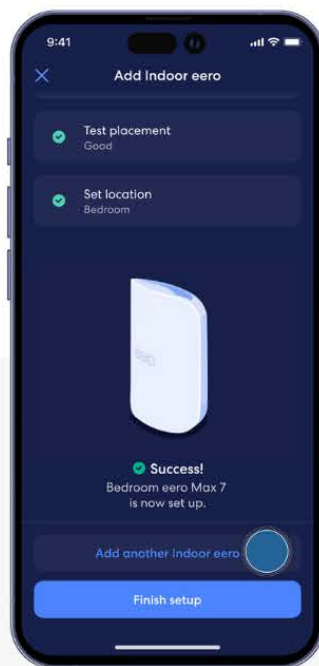 9:41
Add Indoor eero
Test placement
Good
Set location
Bedroom
eero
Success!
Bedroom eero Max 7
is now set up.
Add another Indoor eero
Finish setup